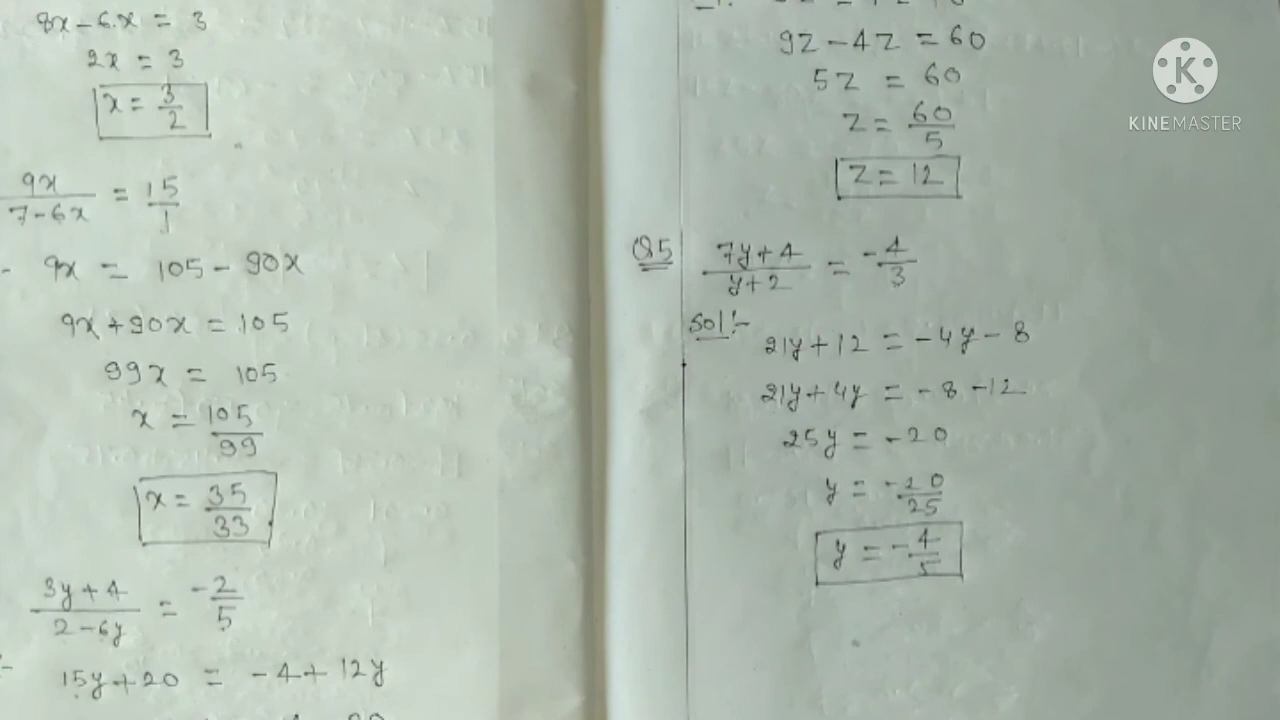 8x - 6x = 3
2x = 3
x = 3/2
9x/(7-6x) = 15/1
9x = 105 - 90x
9x + 90x = 105
99x = 105
x = 105/99
x = 35/33
(3y+4)/(2-6y) = -2/5
15y + 20 = -4 + 12y
9z - 4z = 60
5z = 60
z = 60/5
z = 12
Q5 (7y+4)/(y+2) = -4/3
Sol:-
21y + 12 = -4y - 8
21y + 4y = -8 - 12
25y = -20
y = -20/25
y = -4/5
KINEMASTER